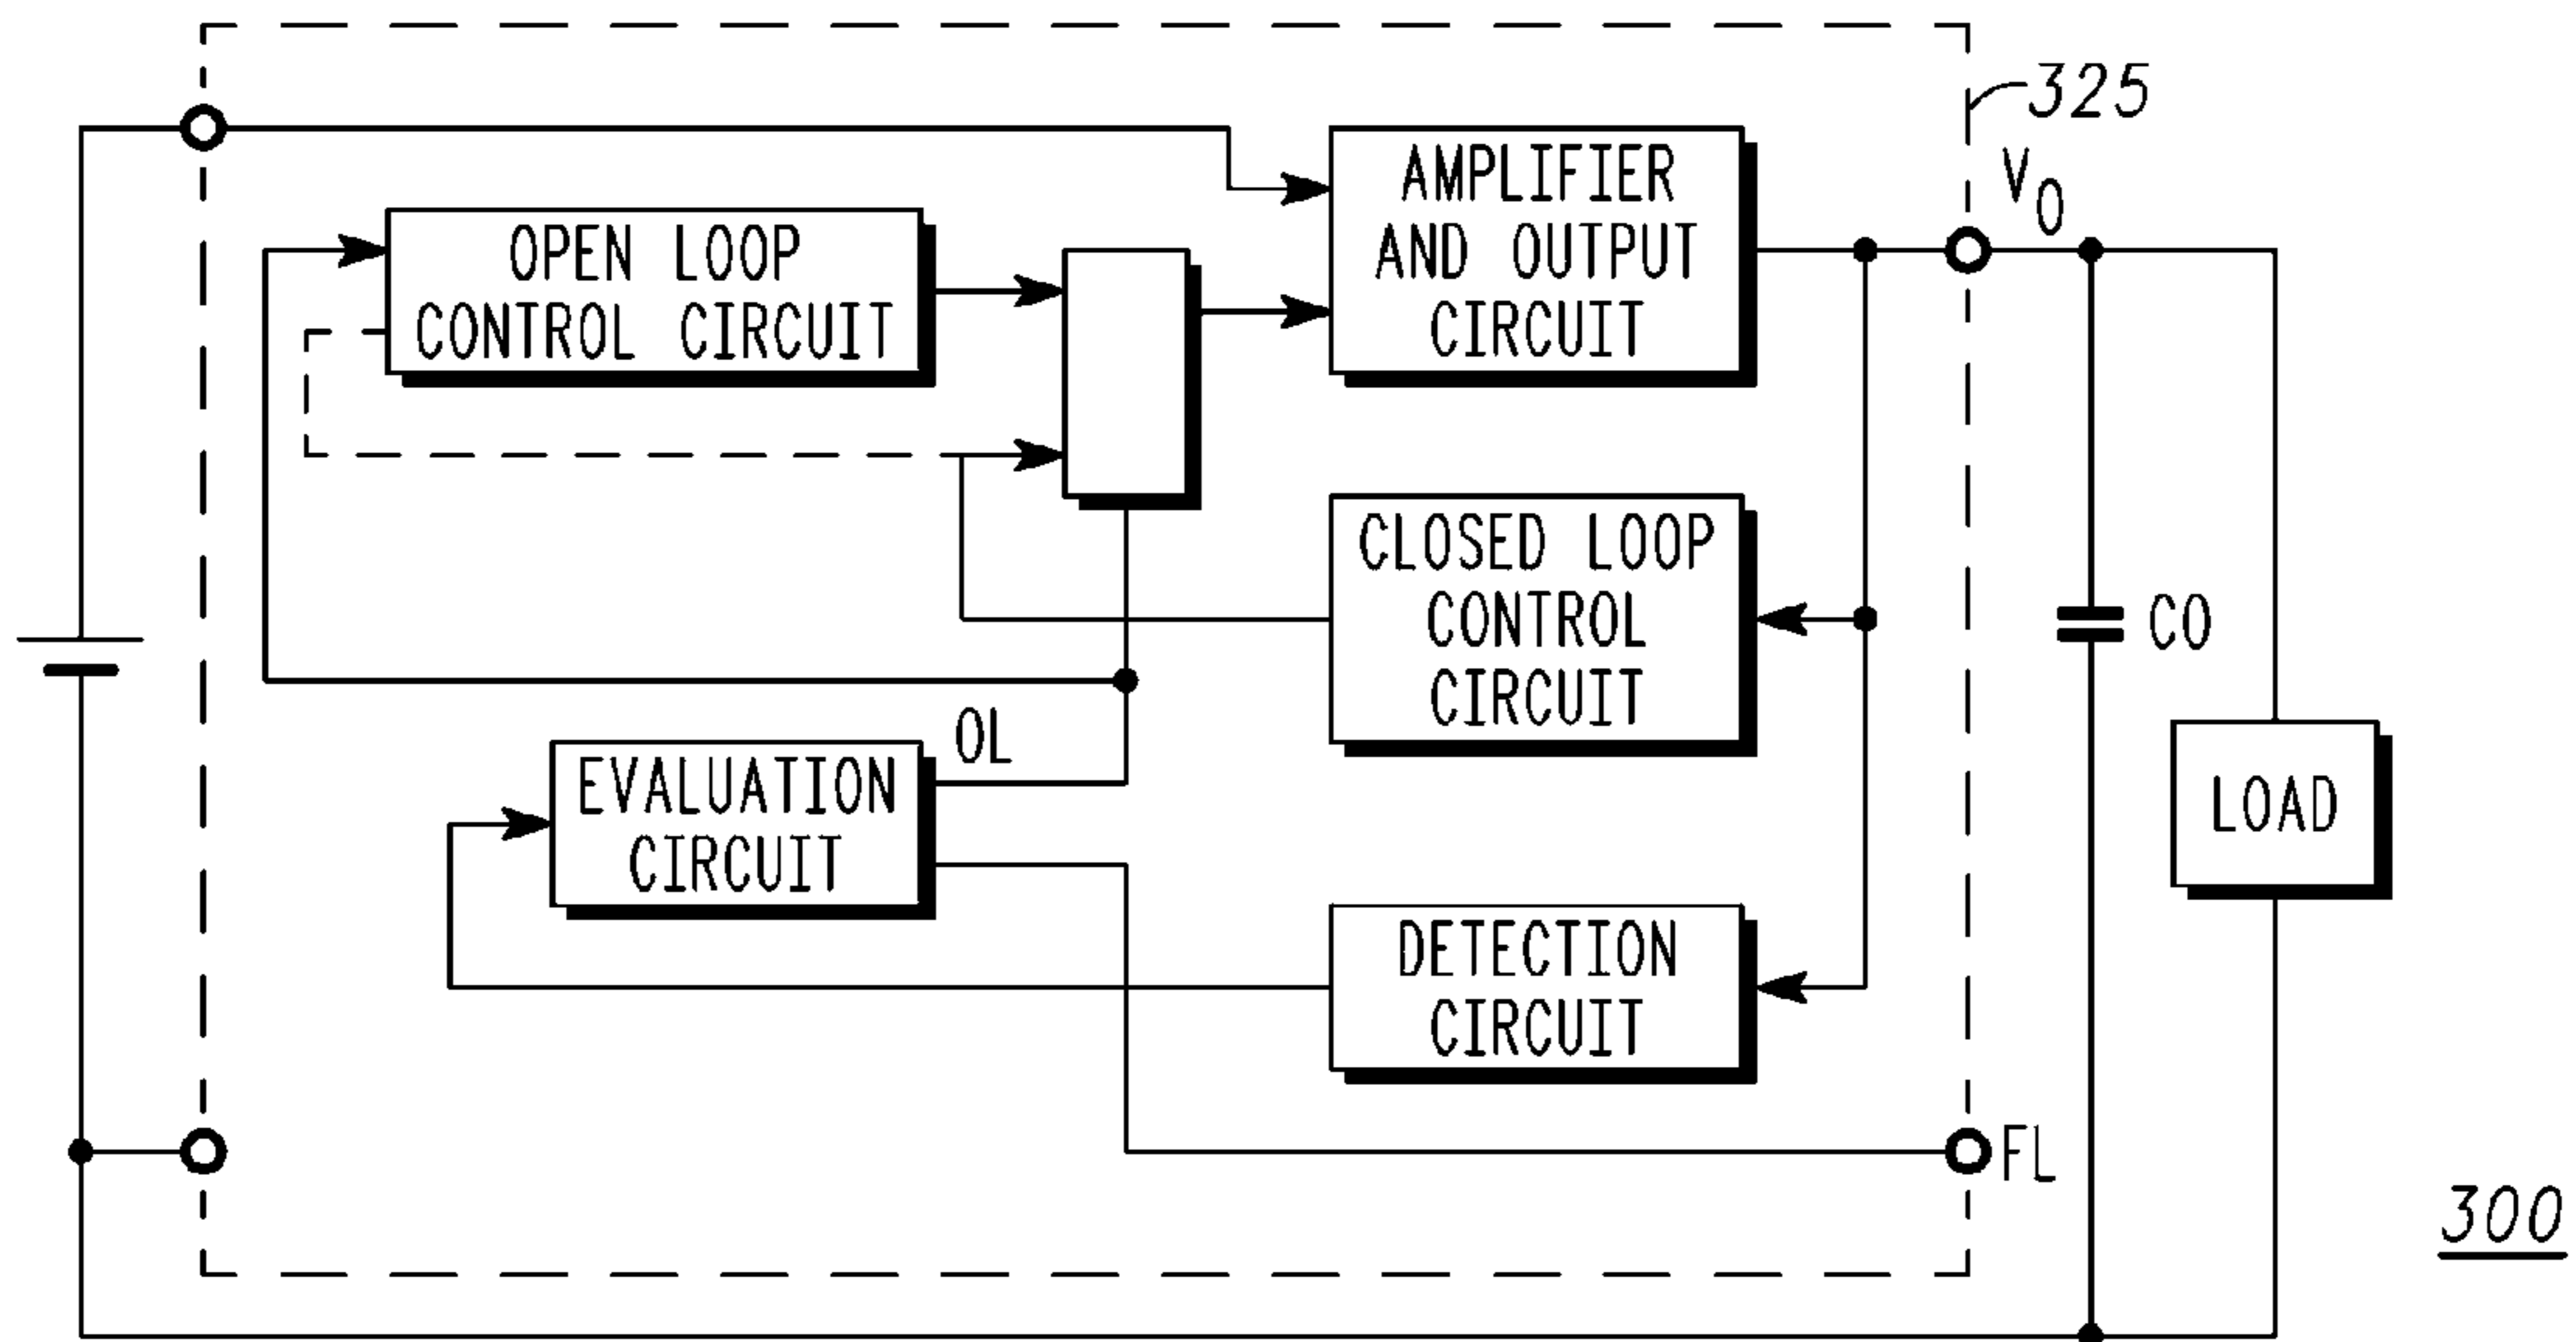 325
AMPLIFIER
AND OUTPUT
CIRCUIT
V0
OPEN LOOP
CONTROL CIRCUIT
CLOSED LOOP
CONTROL
CIRCUIT
C0
OL
EVALUATION
CIRCUIT
LOAD
DETECTION
CIRCUIT
FL
300